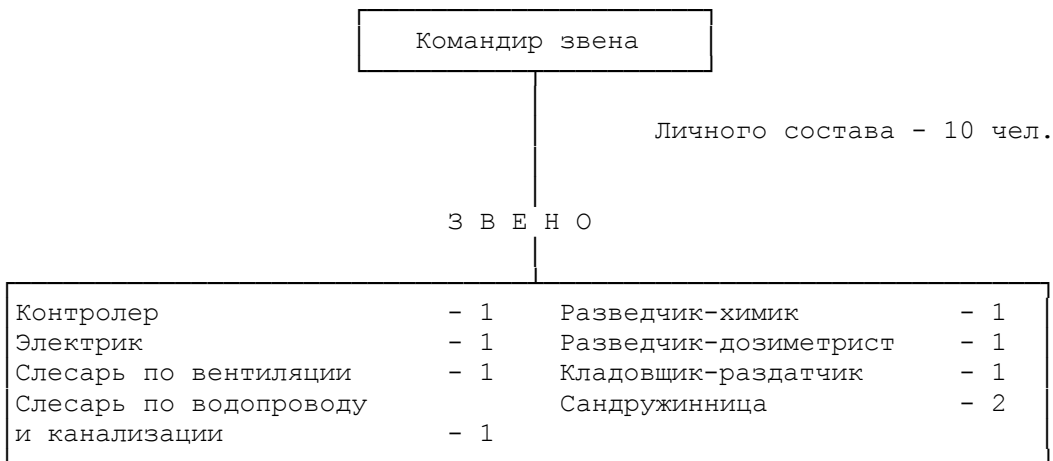 Командир звена
Личного состава - 10 чел.
З В Е Н О
Контролер - 1 Разведчик-химик - 1
Электрик - 1 Разведчик-дозиметрист - 1
Слесарь по вентиляции - 1 Кладовщик-раздатчик - 1
Слесарь по водопроводу Сандружинница - 2
и канализации - 1